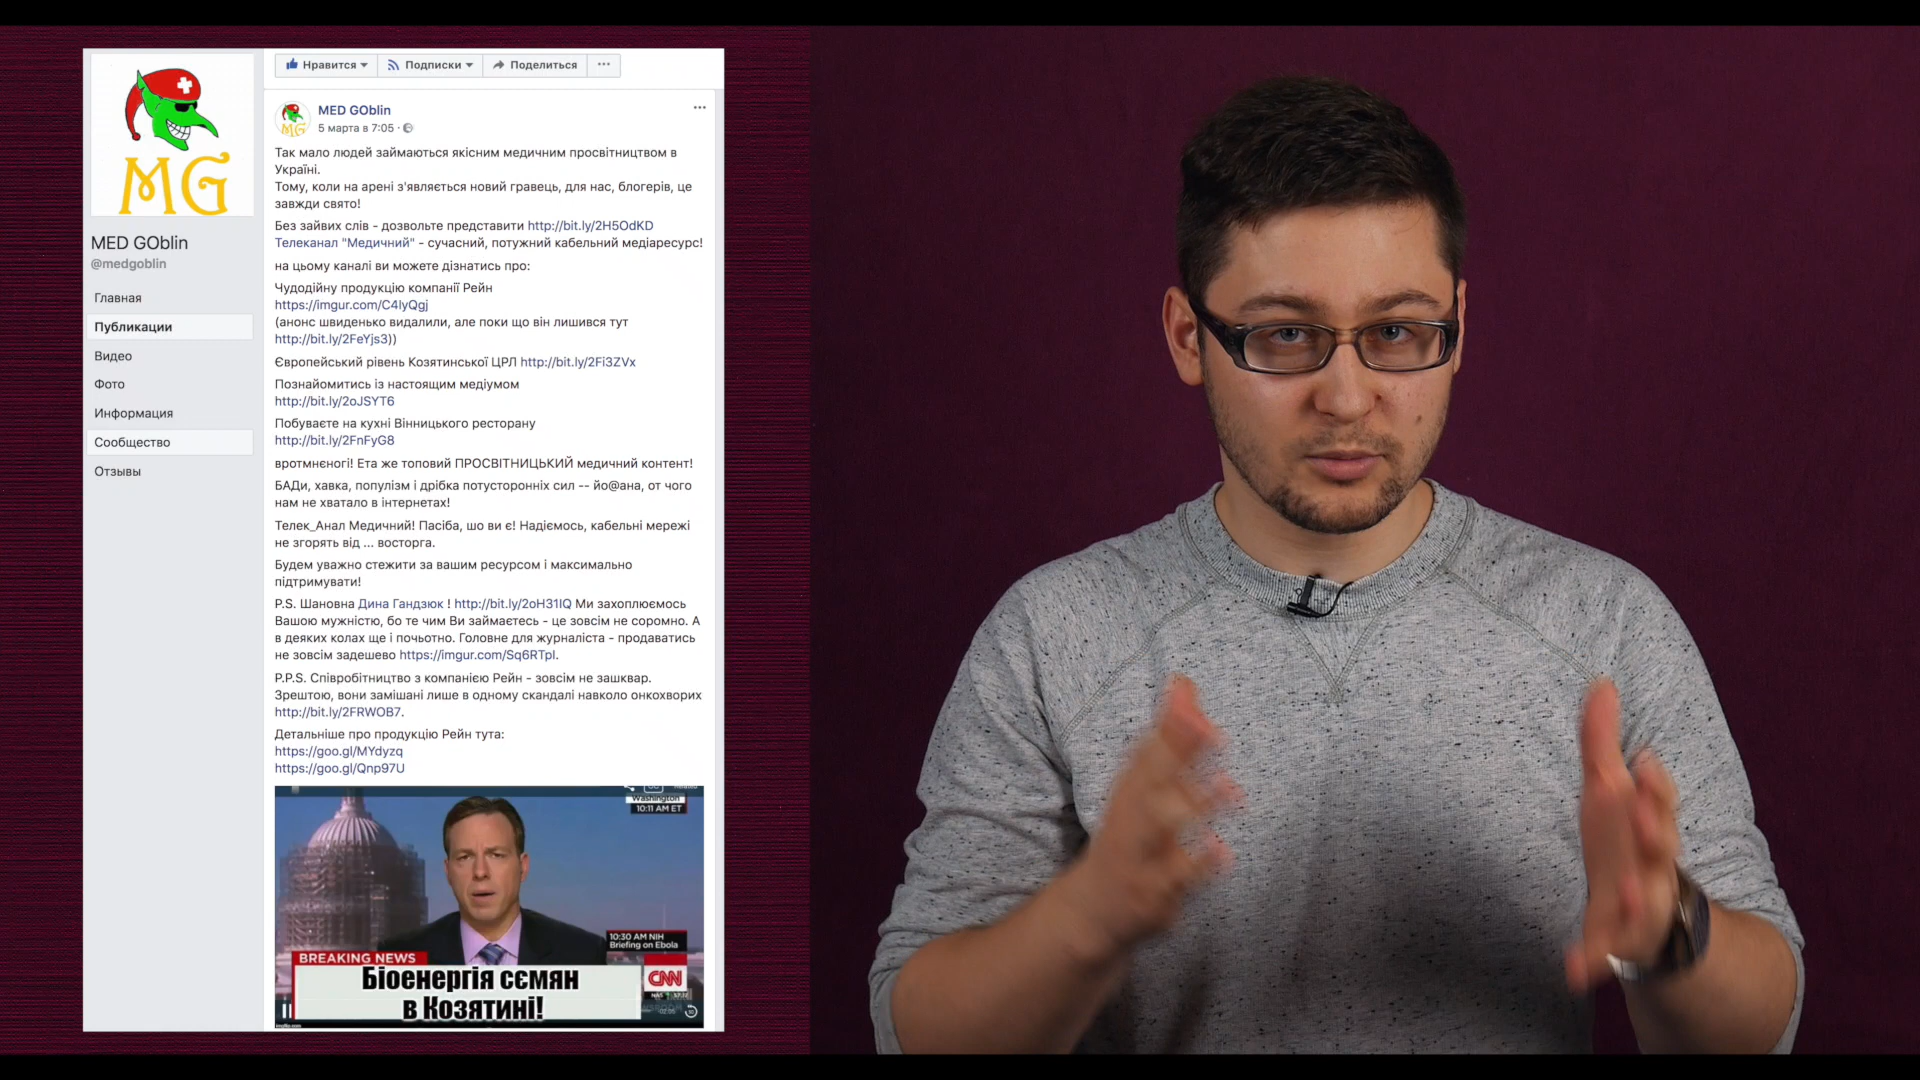 MG
MED GOblin
@medgoblin
Главная
Публикации
Видео
Фото
Информация
Сообщество
Отзывы
Нравится
Подписки
Поделиться
MG
MED GOblin
5 марта в 7:05
Так мало людей займаються якісним медичним просвітництвом в
Україні.
Тому, коли на арені з'являється новий гравець, для нас, блогерів, це
завжди свято!
Без зайвих слів - дозвольте представити http://bit.ly/2H5OdKD
Телеканал "Медичний" - сучасний, потужний кабельний медіаресурс!
на цьому каналі ви можете дізнатись про:
Чудодійну продукцію компанії Рейн
https://imgur.com/C4lyQgj
(анонс швиденько видалили, але поки що він лишився тут
http://bit.ly/2FeYjs3))
Європейський рівень Козятинської ЦРЛ http://bit.ly/2Fi3ZVx
Познайомитись із настоящим медіумом
http://bit.ly/2oJSYT6
Побуваєте на кухні Вінницького ресторану
http://bit.ly/2FnFyG8
вротмнєногі! Ета же топовий ПРОСВІТНИЦЬКИЙ медичний контент!
БАДи, хавка, популізм і дрібка потусторонніх сил -- йо@ана, от чого
нам не хватало в інтернетах!
Телек_Анал Медичний! Пасіба, шо ви є! Надіємось, кабельні мережі
не згорять від ... восторга.
Будем уважно стежити за вашим ресурсом і максимально
підтримувати!
P.S. Шановна Дина Гандзюк ! http://bit.ly/2oH31IQ Ми захоплюємось
Вашою мужністю, бо те чим Ви займаєтесь - це зовсім не соромно. А
в деяких колах ще і почьотно. Головне для журналіста - продаватись
не зовсім задешево https://imgur.com/Sq6RTpI.
P.P.S. Співробітництво з компанією Рейн - зовсім не зашквар.
Зрештою, вони замішані лише в одному скандалі навколо онкохворих
http://bit.ly/2FRWOB7.
Детальніше про продукцію Рейн тута:
https://goo.gl/MYdyzq
https://goo.gl/Qnp97U
Washington
10:11 AM ET
10:30 AM NIH
Briefing on Ebola
BREAKING NEWS
CNN
Біоенергія сємян
в Козятині!